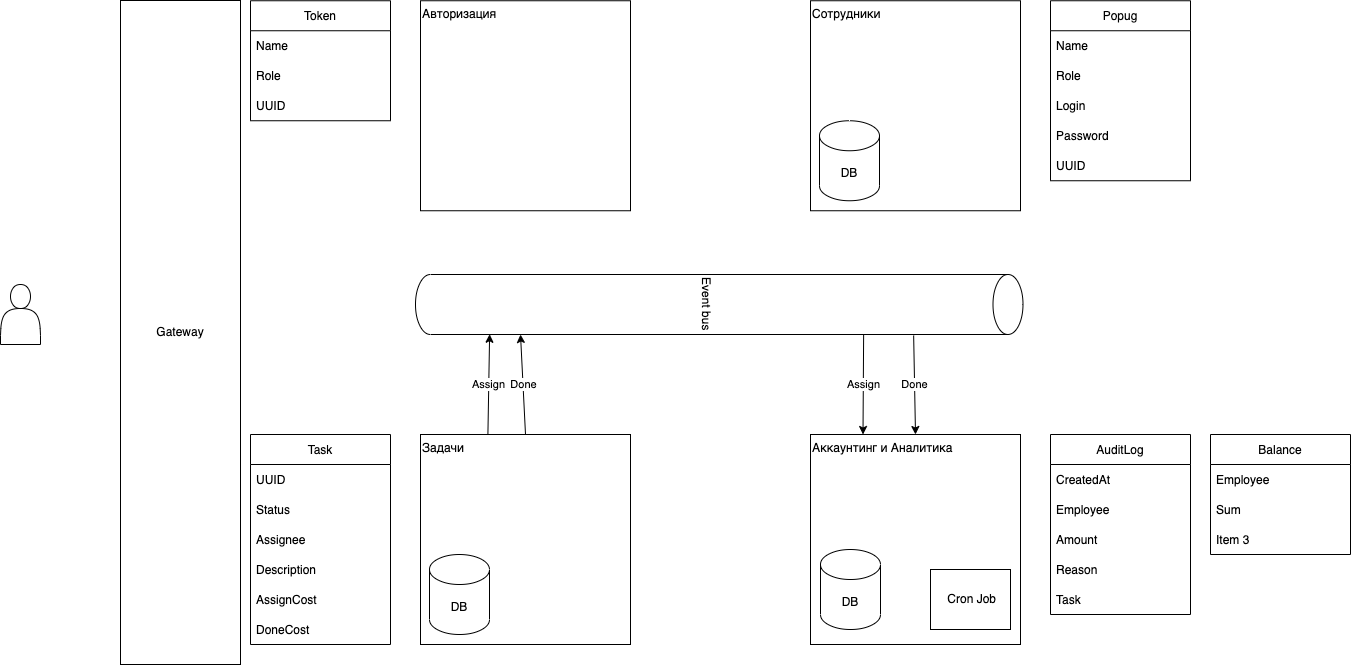 Token
Name
Role
UUID
Авторизация
Сотрудники
DB
Popug
Name
Role
Login
Password
UUID
Gateway
Event bus
Assign
Done
Assign
Done
Task
UUID
Status
Assignee
Description
AssignCost
DoneCost
Задачи
DB
Аккаунтинг и Аналитика
DB
Cron Job
AuditLog
CreatedAt
Employee
Amount
Reason
Task
Balance
Employee
Sum
Item 3